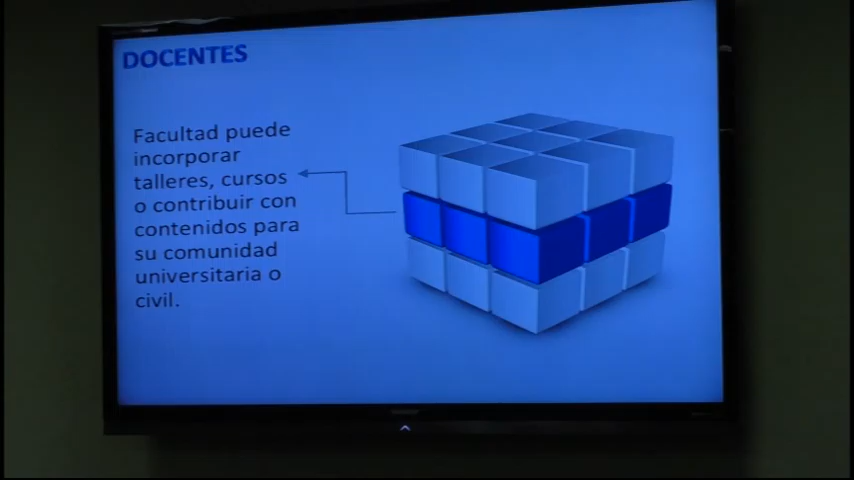 DOCENTES
Facultad puede
incorporar
talleres, cursos
o contribuir con
contenidos para
su comunidad
universitaria o
civil.